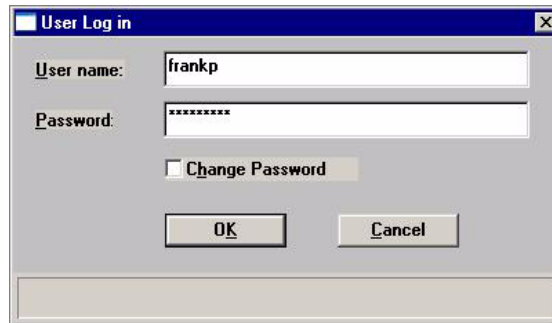 User Log in
User name: frankp
Password: *********
Change Password
OK Cancel